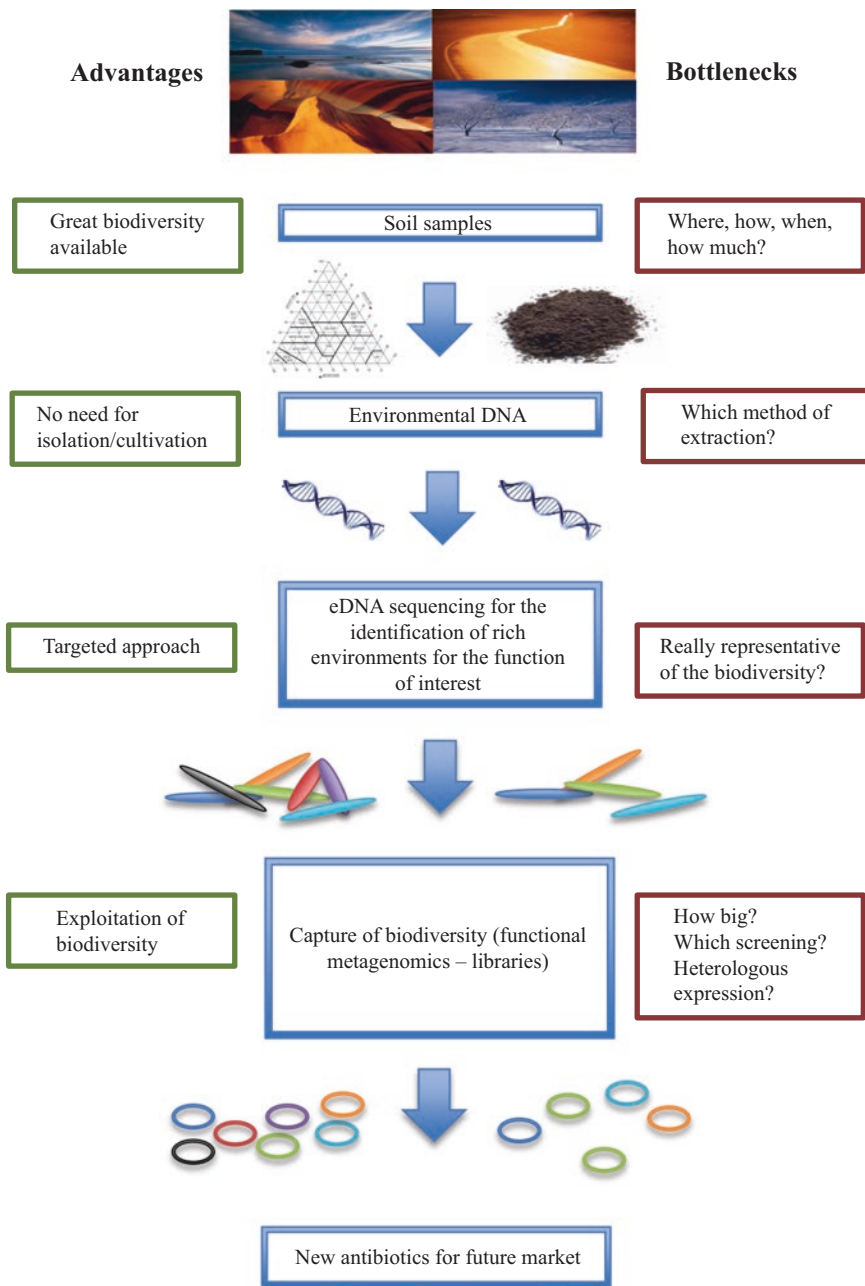 Advantages
Bottlenecks
Great biodiversity
available
Soil samples
Where, how, when,
how much?
No need for
isolation/cultivation
Environmental DNA
Which method of
extraction?
Targeted approach
eDNA sequencing for the
identification of rich
environments for the function
of interest
Really representative
of the biodiversity?
Exploitation of
biodiversity
Capture of biodiversity (functional
metagenomics – libraries)
How big?
Which screening?
Heterologous
expression?
New antibiotics for future market